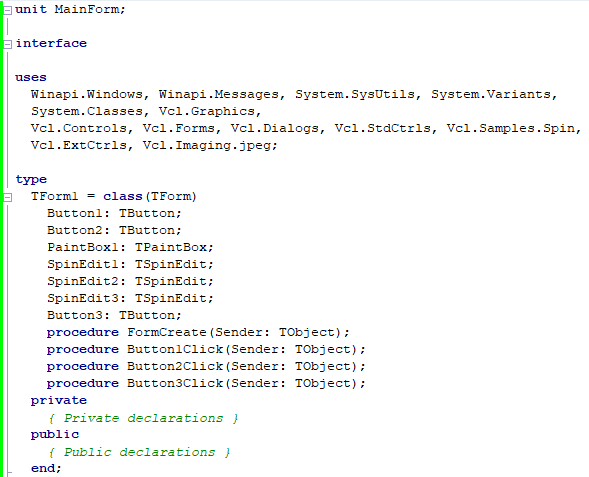 unit MainForm;
interface
uses
  Winapi.Windows, Winapi.Messages, System.SysUtils, System.Variants,
  System.Classes, Vcl.Graphics,
  Vcl.Controls, Vcl.Forms, Vcl.Dialogs, Vcl.StdCtrls, Vcl.Samples.Spin,
  Vcl.ExtCtrls, Vcl.Imaging.jpeg;
type
  TForm1 = class(TForm)
    Button1: TButton;
    Button2: TButton;
    PaintBox1: TPaintBox;
    SpinEdit1: TSpinEdit;
    SpinEdit2: TSpinEdit;
    SpinEdit3: TSpinEdit;
    Button3: TButton;
    procedure FormCreate(Sender: TObject);
    procedure Button1Click(Sender: TObject);
    procedure Button2Click(Sender: TObject);
    procedure Button3Click(Sender: TObject);
  private
    { Private declarations }
  public
    { Public declarations }
  end;